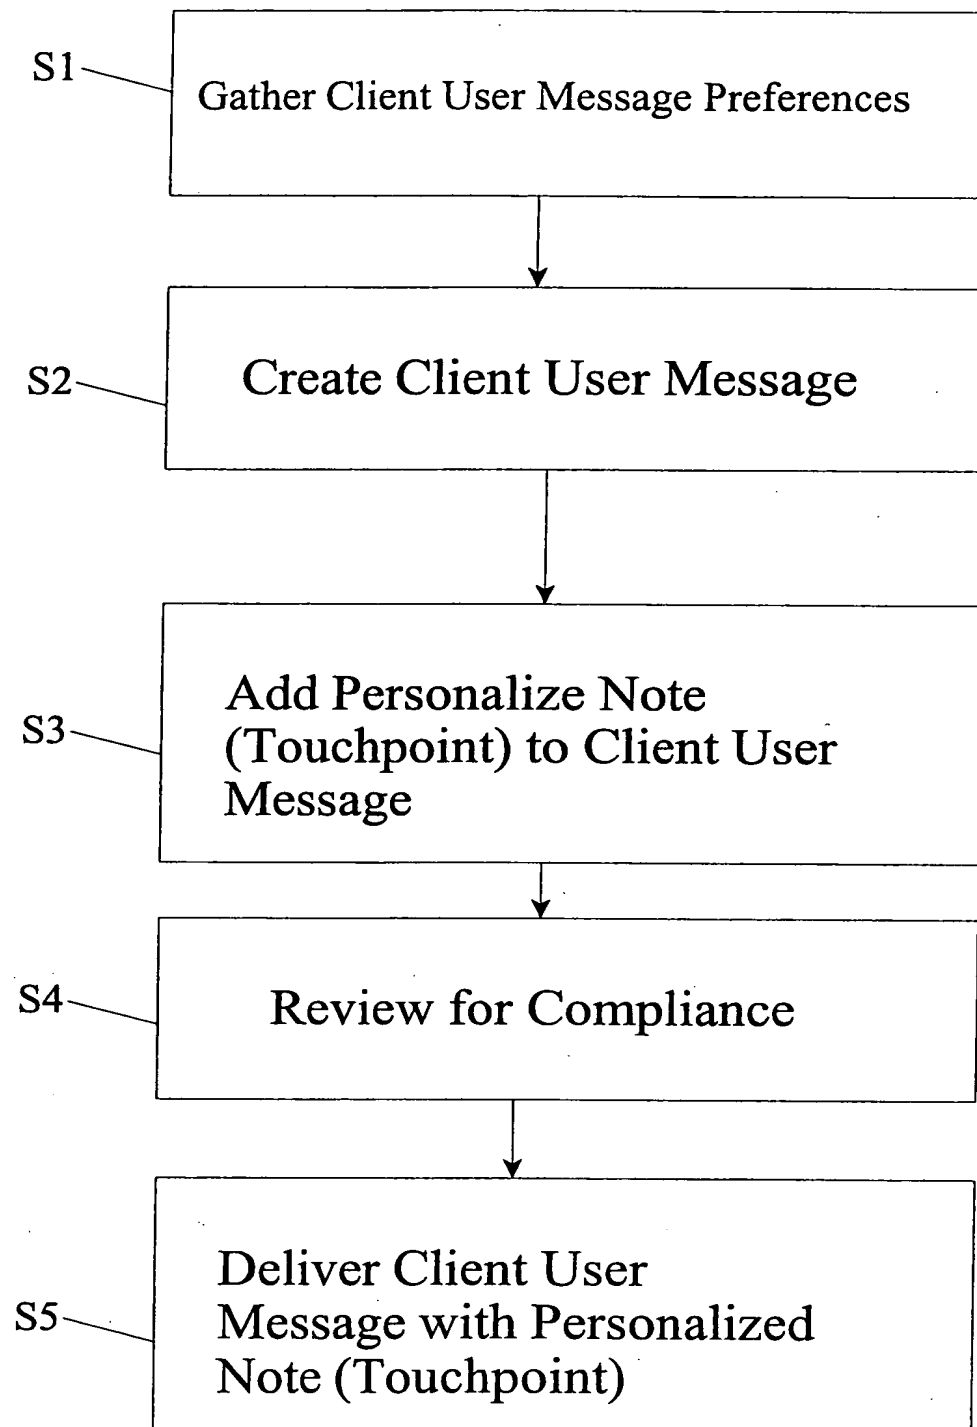 S1
Gather Client User Message Preferences
S2
Create Client User Message
S3
Add Personalize Note
(Touchpoint) to Client User
Message
S4
Review for Compliance
S5
Deliver Client User
Message with Personalized
Note (Touchpoint)